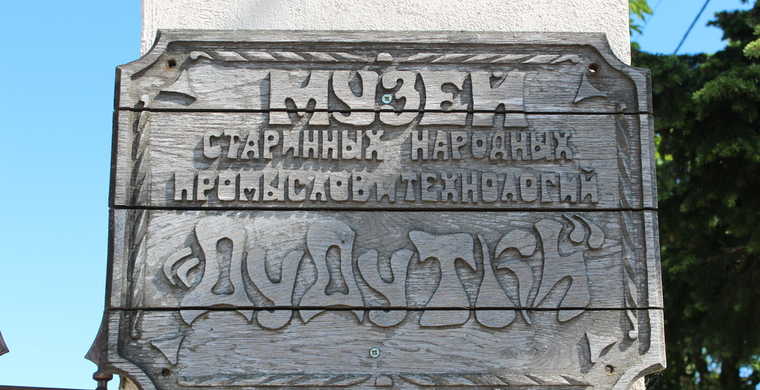 МУЗЕЙ
СТАРИННЫХ НАРОДНЫХ
ПРОМЫСЛОВ И ТЕХНОЛОГИЙ
«ДУДУТКИ»